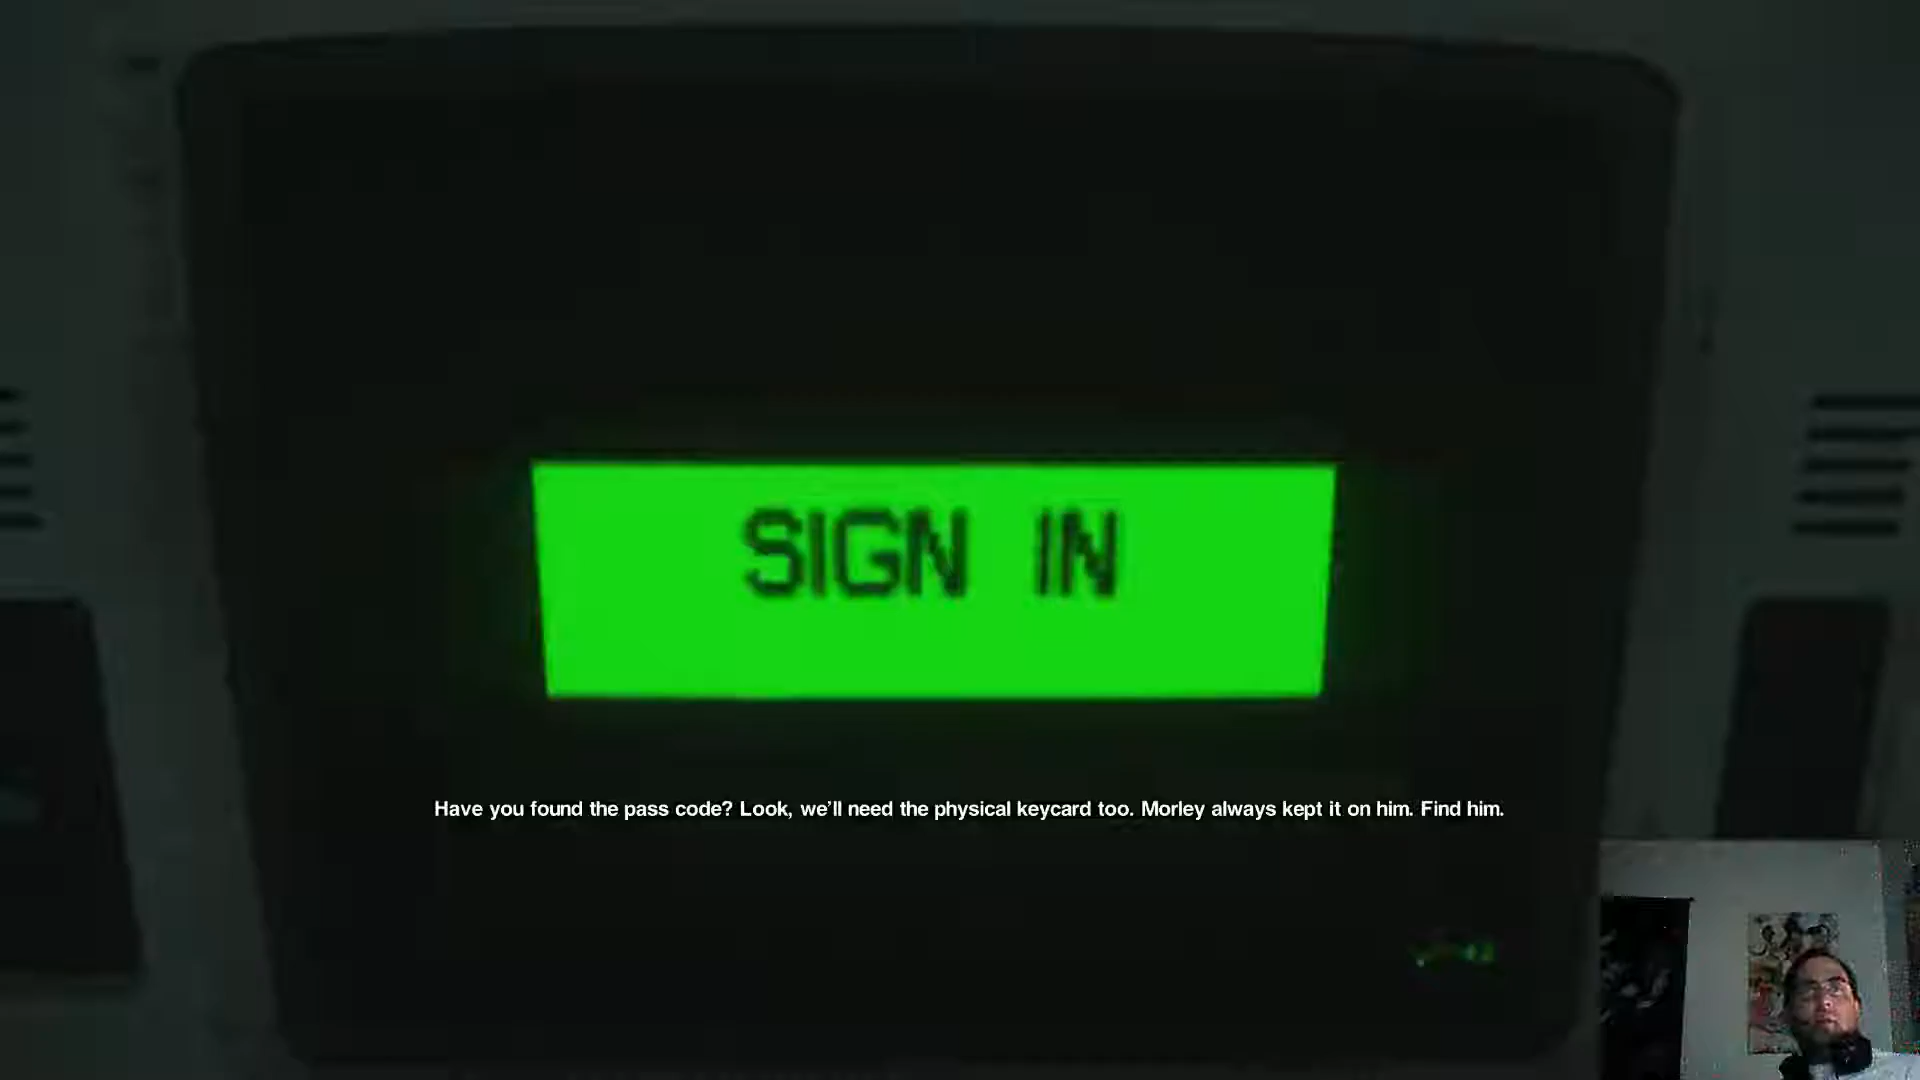 SIGN IN
Have you found the pass code? Look, we'll need the physical keycard too. Morley always kept it on him. Find him.